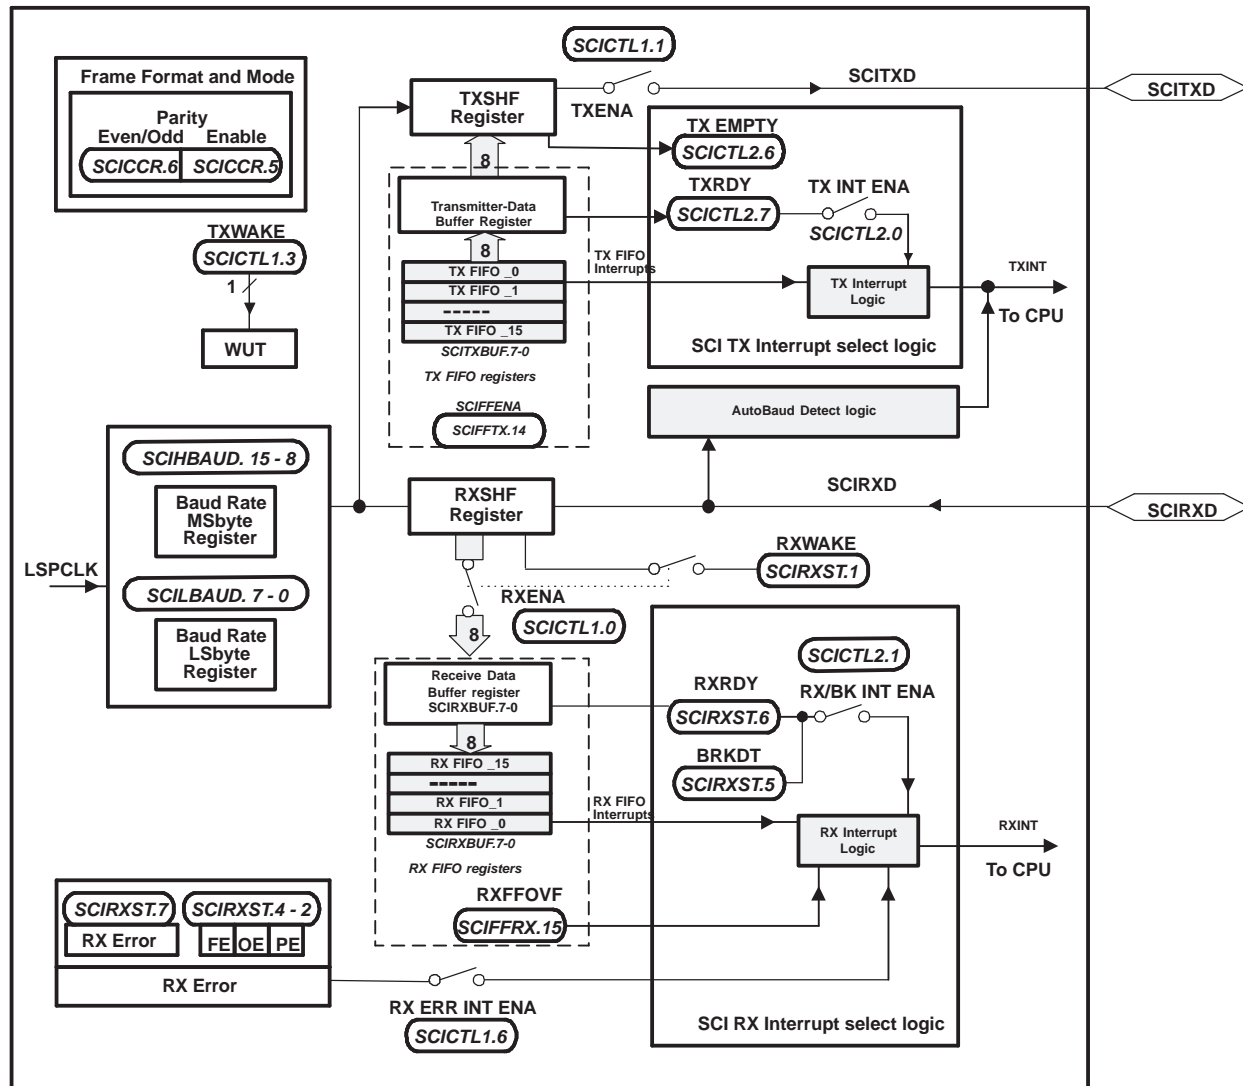 SCICTL1.1
Frame Format and Mode
Parity
Even/Odd Enable
SCICCR.6 SCICCR.5
TXSHF
Register
TXENA
SCITXD
SCITXD
TX EMPTY
SCICTL2.6
8
TXRDY
SCICTL2.7
TX INT ENA
SCICTL2.0
Transmitter-Data
Buffer Register
8
TXWAKE
SCICTL1.3
1
WUT
TX FIFO _0
TX FIFO _1
-----
TX FIFO _15
SCITXBUF.7-0
TX FIFO registers
SCIFFENA
SCIFFTX.14
TX FIFO
Interrupts
TX Interrupt
Logic
TXINT
To CPU
SCI TX Interrupt select logic
AutoBaud Detect logic
SCIHBAUD. 15 - 8
Baud Rate
MSbyte
Register
LSPCLK
SCILBAUD. 7 - 0
Baud Rate
LSbyte
Register
RXSHF
Register
SCIRXD
SCIRXD
RXWAKE
SCIRXST.1
RXENA
SCICTL1.0
8
Receive Data
Buffer register
SCIRXBUF.7-0
8
RX FIFO _15
-----
RX FIFO_1
RX FIFO _0
SCIRXBUF.7-0
RX FIFO registers
RX FIFO
Interrupts
SCICTL2.1
RXRDY
RX/BK INT ENA
SCIRXST.6
BRKDT
SCIRXST.5
RX Interrupt
Logic
RXINT
To CPU
RXFFOVF
SCIFFRX.15
SCIRXST.7 SCIRXST.4 - 2
RX Error FE OE PE
RX Error
RX ERR INT ENA
SCICTL1.6
SCI RX Interrupt select logic